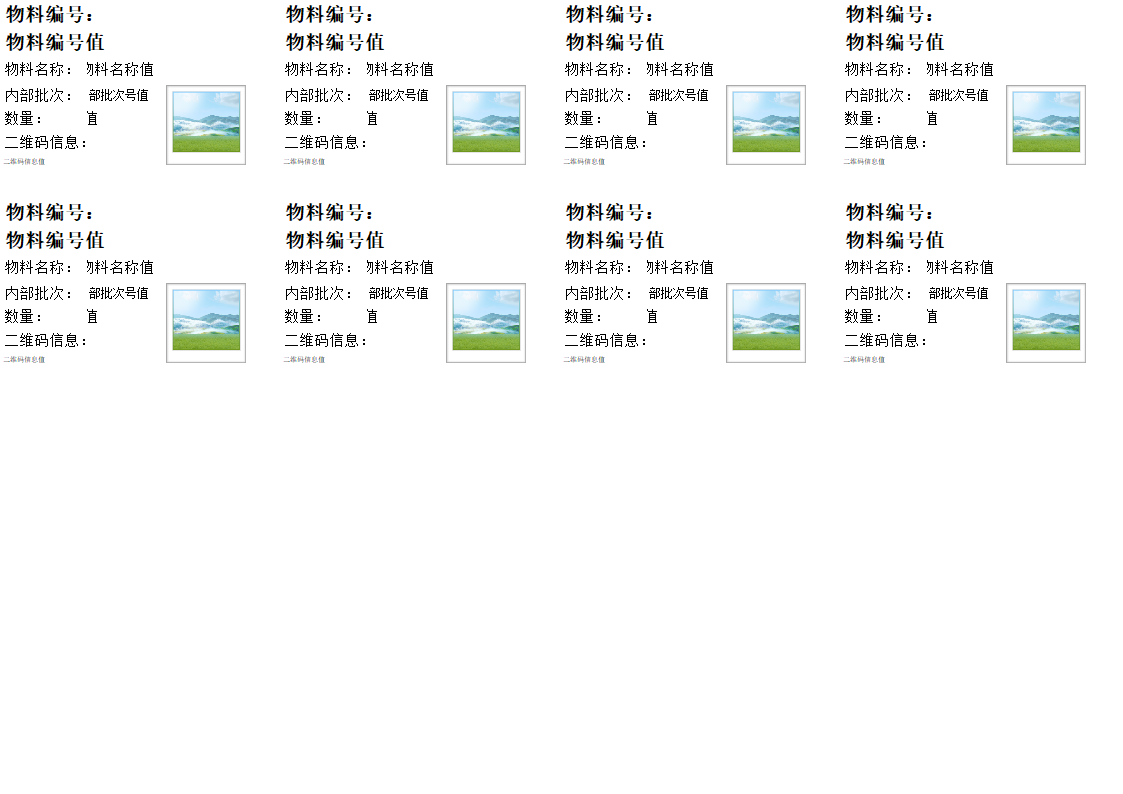 物料编号：
物料编号值
物料名称： 物料名称值
内部批次： 部批次号值
数量： 直
二维码信息：
二维码信息值
物料编号：
物料编号值
物料名称： 物料名称值
内部批次： 部批次号值
数量： 直
二维码信息：
二维码信息值
物料编号：
物料编号值
物料名称： 物料名称值
内部批次： 部批次号值
数量： 直
二维码信息：
二维码信息值
物料编号：
物料编号值
物料名称： 物料名称值
内部批次： 部批次号值
数量： 直
二维码信息：
二维码信息值
物料编号：
物料编号值
物料名称： 物料名称值
内部批次： 部批次号值
数量： 直
二维码信息：
二维码信息值
物料编号：
物料编号值
物料名称： 物料名称值
内部批次： 部批次号值
数量： 直
二维码信息：
二维码信息值
物料编号：
物料编号值
物料名称： 物料名称值
内部批次： 部批次号值
数量： 直
二维码信息：
二维码信息值
物料编号：
物料编号值
物料名称： 物料名称值
内部批次： 部批次号值
数量： 直
二维码信息：
二维码信息值